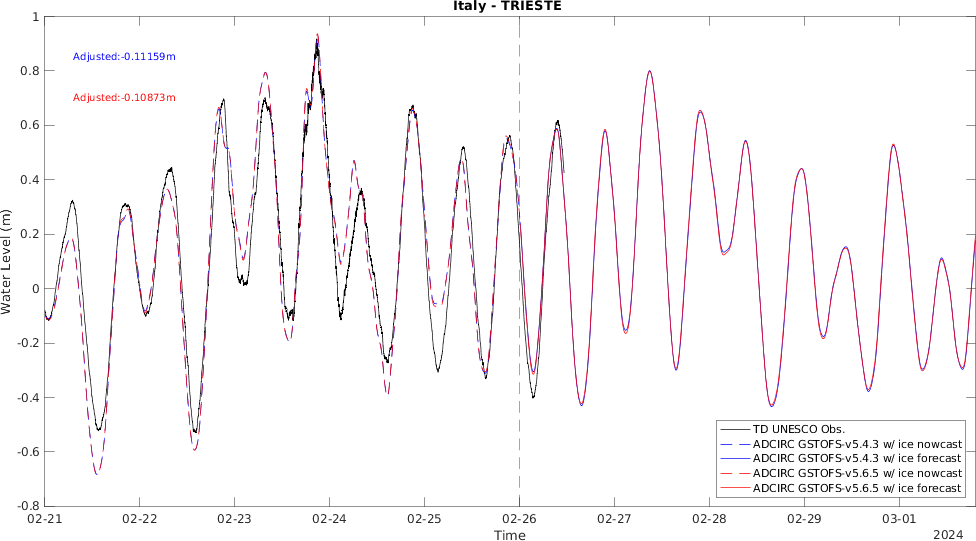 Italy - TRIESTE
Adjusted:-0.11159m
Adjusted:-0.10873m
Water Level (m)
1
0.8
0.6
0.4
0.2
0
-0.2
-0.4
-0.6
-0.8
TD UNESCO Obs.
ADCIRC GSTOFS-v5.4.3 w/ ice nowcast
ADCIRC GSTOFS-v5.4.3 w/ ice forecast
ADCIRC GSTOFS-v5.6.5 w/ ice nowcast
ADCIRC GSTOFS-v5.6.5 w/ ice forecast
02-21 02-22 02-23 02-24 02-25 02-26 02-27 02-28 02-29 03-01
Time
2024